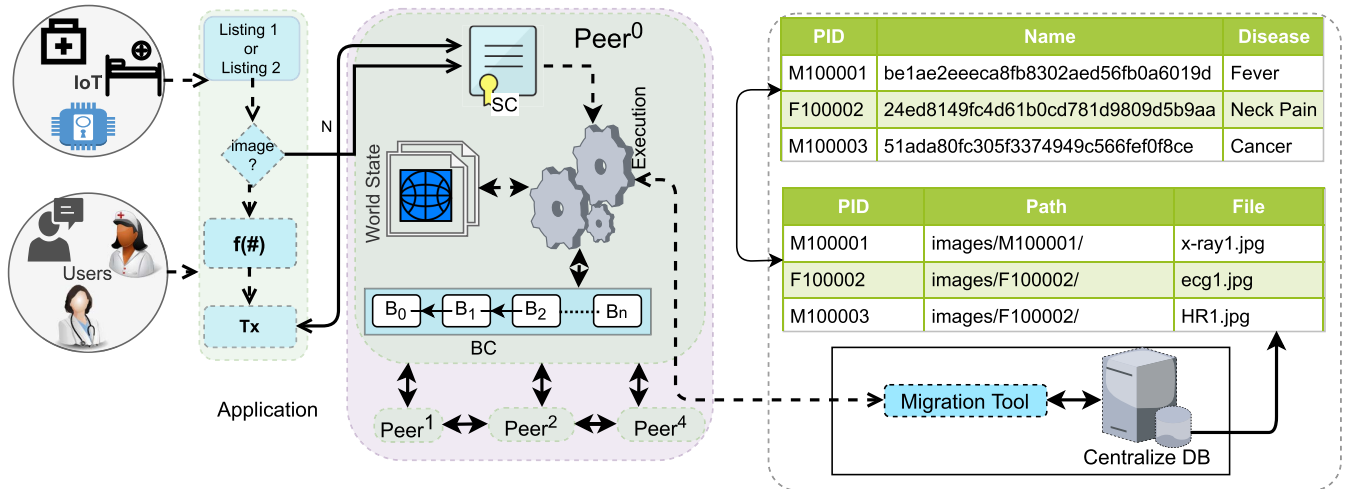 IoT
Users
Listing 1
or
Listing 2
image
?
N
f(#)
Tx
Application
Peer0
SC
Execution
World State
B0
B1
B2
Bn
BC
Peer1
Peer2
Peer4
PID Name Disease
M100001 be1ae2eeeca8fb8302aed56fb0a6019d Fever
F100002 24ed8149fc4d61b0cd781d9809d5b9aa Neck Pain
M100003 51ada80fc305f3374949c566fef0f8ce Cancer
PID Path File
M100001 images/M100001/ x-ray1.jpg
F100002 images/F100002/ ecg1.jpg
M100003 images/F100002/ HR1.jpg
Migration Tool
Centralize DB